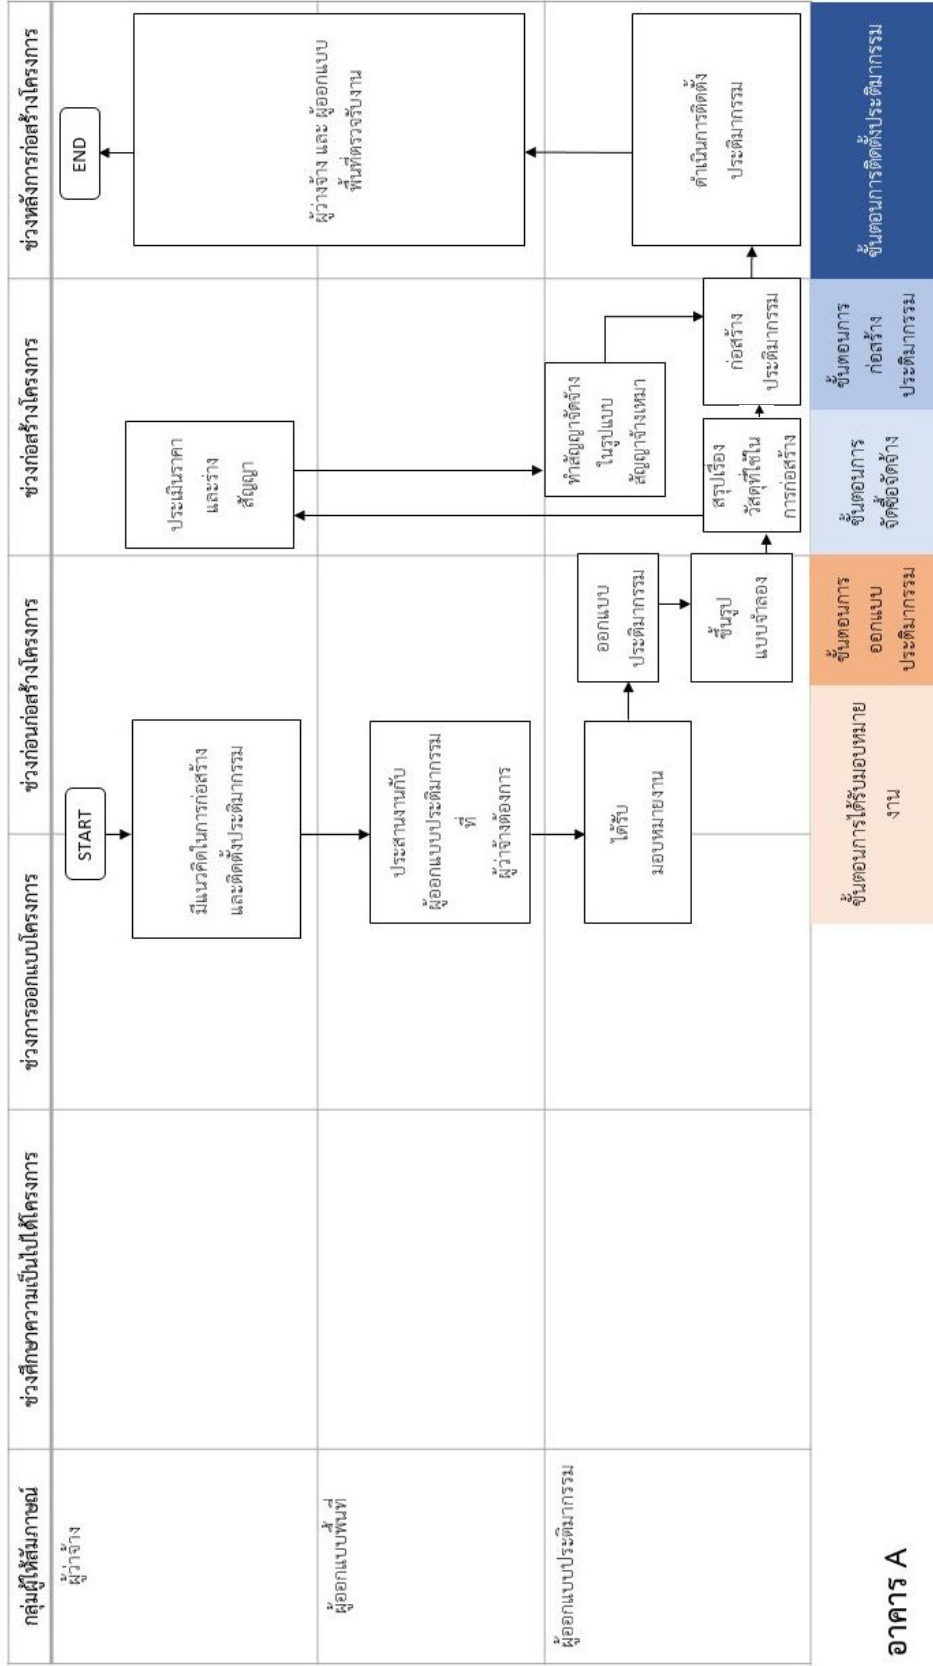 กลุ่มผู้ให้สัมภาษณ์
ช่วงศึกษาความเป็นไปได้โครงการ
ช่วงการออกแบบโครงการ
ช่วงก่อนก่อสร้างโครงการ
ช่วงก่อสร้างโครงการ
ช่วงหลังการก่อสร้างโครงการ
ผู้ว่าจ้าง
START
มีแนวคิดในการก่อสร้าง
และติดตั้งประติมากรรม
ประเมินราคา
และร่าง
สัญญา
END
ผู้ว่างจ้าง และ ผู้ออกแบบ
พื้นที่ตรวจรับงาน
ผู้ออกแบบพื้นที่
ประสานงานกับ
ผู้ออกแบบประติมากรรม
ที่
ผู้ว่าจ้างต้องการ
ผู้ออกแบบประติมากรรม
ได้รับ
มอบหมายงาน
ออกแบบ
ประติมากรรม
ขึ้นรูป
แบบจำลอง
สรุปเรื่อง
วัสดุที่ใช้ใน
การก่อสร้าง
ทำสัญญาจัดจ้าง
ในรูปแบบ
สัญญาจ้างเหมา
ก่อสร้าง
ประติมากรรม
ดำเนินการติดตั้ง
ประติมากรรม
อาคาร A
ขั้นตอนการได้รับมอบหมาย
งาน
ขั้นตอนการ
ออกแบบ
ประติมากรรม
ขั้นตอนการ
จัดซื้อจัดจ้าง
ขั้นตอนการ
ก่อสร้าง
ประติมากรรม
ขั้นตอนการติดตั้งประติมากรรม